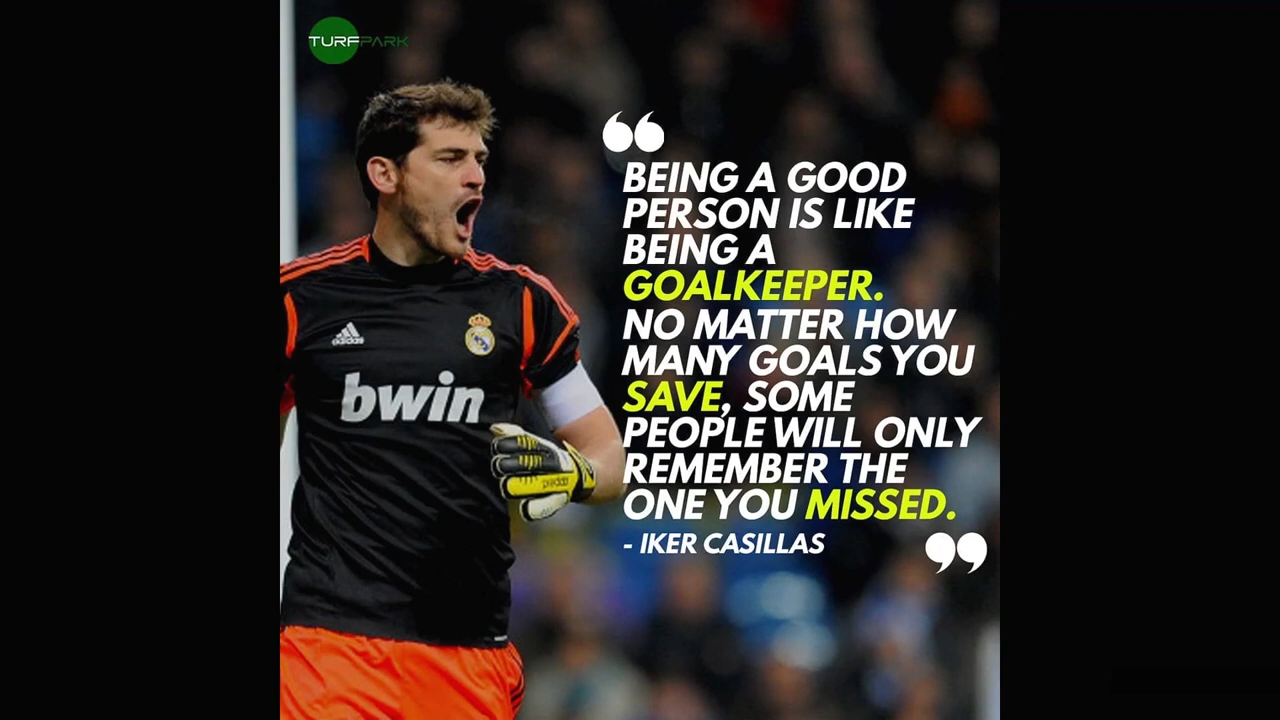 TURFPARK
“
BEING A GOOD
PERSON IS LIKE
BEING A
GOALKEEPER.
NO MATTER HOW
MANY GOALS YOU
SAVE, SOME
PEOPLE WILL ONLY
REMEMBER THE
ONE YOU MISSED.
- IKER CASILLAS
”
adidas
bwin
predator